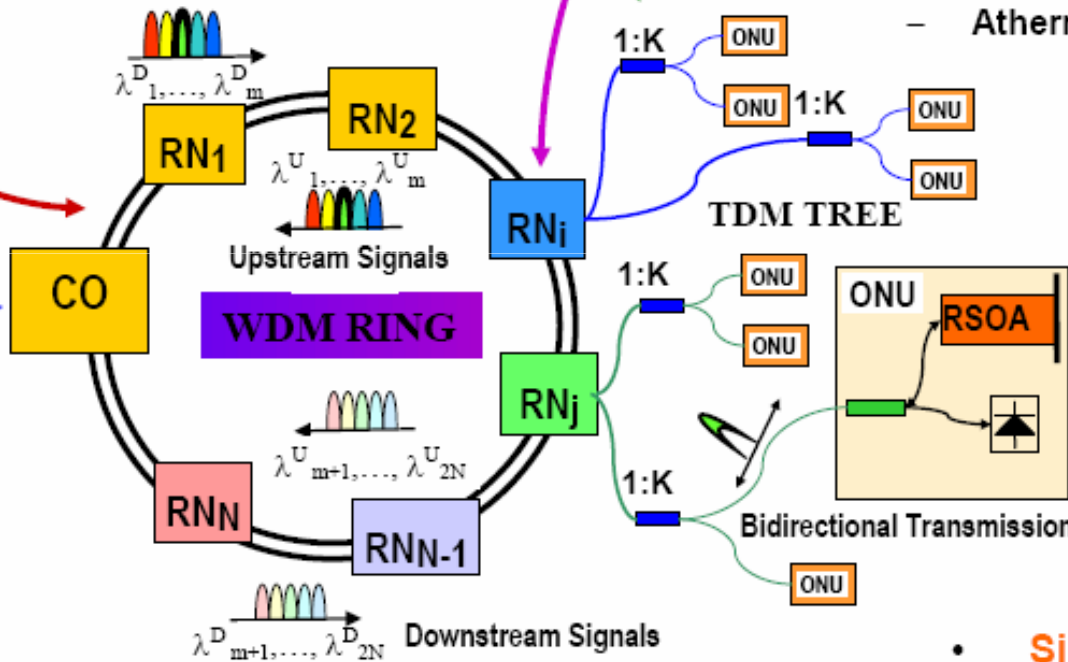 – Atherm
λD1,..., λDm
1:K
ONU
ONU
1:K
ONU
ONU
RN1
RN2
λU1,..., λUm
RNi
TDM TREE
Upstream Signals
CO
WDM RING
1:K
ONU
ONU
ONU
RSOA
RNj
λUm+1,..., λU2N
1:K
RNN
RNN-1
Bidirectional Transmission
ONU
λDm+1,..., λD2N
Downstream Signals
• Si